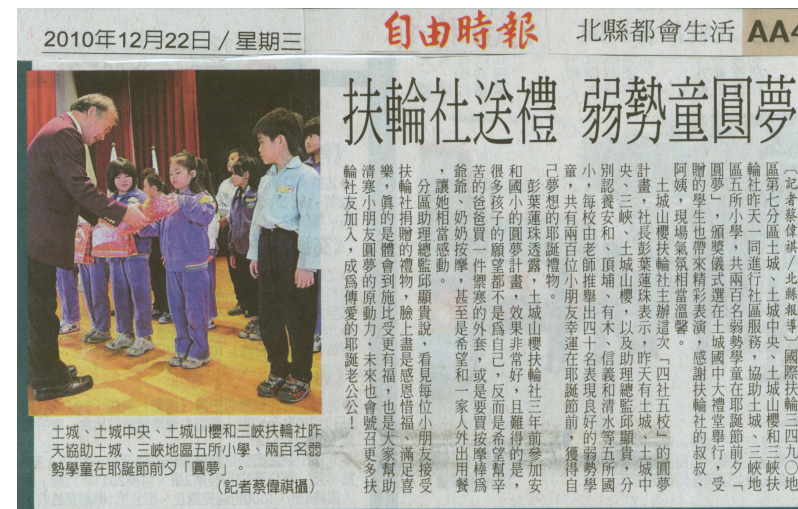 2010年12月22日／星期三
自由時報
北縣都會生活
AA4
扶輪社送禮 弱勢童圓夢
〔記者蔡偉祺／北縣報導〕國際扶輪三四九○地
區第七分區土城、土城中央、土城山櫻和三峽扶
輪社昨天一同進行社區服務，協助土城、三峽地
區五所小學，共兩百名弱勢學童在耶誕節前夕「
圓夢」，頒獎儀式選在土城國中大禮堂舉行，受
贈的學生也帶來精彩表演，感謝扶輪社的叔叔、
阿姨，現場氣氛相當溫馨。
土城山櫻扶輪社主辦這次「四社五校」的圓夢
計畫，社長彭葉蓮珠表示，昨天有土城、土城中
央、三峽、土城山櫻，以及助理總監邱顯貴，分
別認養安和、頂埔、有木、信義和清水等五所國
小，每校由老師推舉出四十名表現良好的弱勢學
童，共有兩百位小朋友幸運在耶誕節前，獲得自
己夢想的耶誕禮物。
彭葉蓮珠透露，土城山櫻扶輪社三年前參加安
和國小的圓夢計畫，效果非常好，且難得的是，
很多孩子的願望都不是為自己，反而是希望幫辛
苦的爸爸買一件禦寒的外套，或是要買按摩棒為
爺爺、奶奶按摩，甚至是希望和一家人外出用餐
，讓她相當感動。
分區助理總監邱顯貴說，看見每位小朋友接受
扶輪社捐贈的禮物，臉上盡是感恩惜福、滿足喜
樂，真的是體會到施比受更有福，也是大家幫助
清寒小朋友圓夢的原動力，未來也會號召更多扶
輪社友加入，成為傳愛的耶誕老公公！
土城、土城中央、土城山櫻和三峽扶輪社昨
天協助土城、三峽地區五所小學、兩百名弱
勢學童在耶誕節前夕「圓夢」。
（記者蔡偉祺攝）